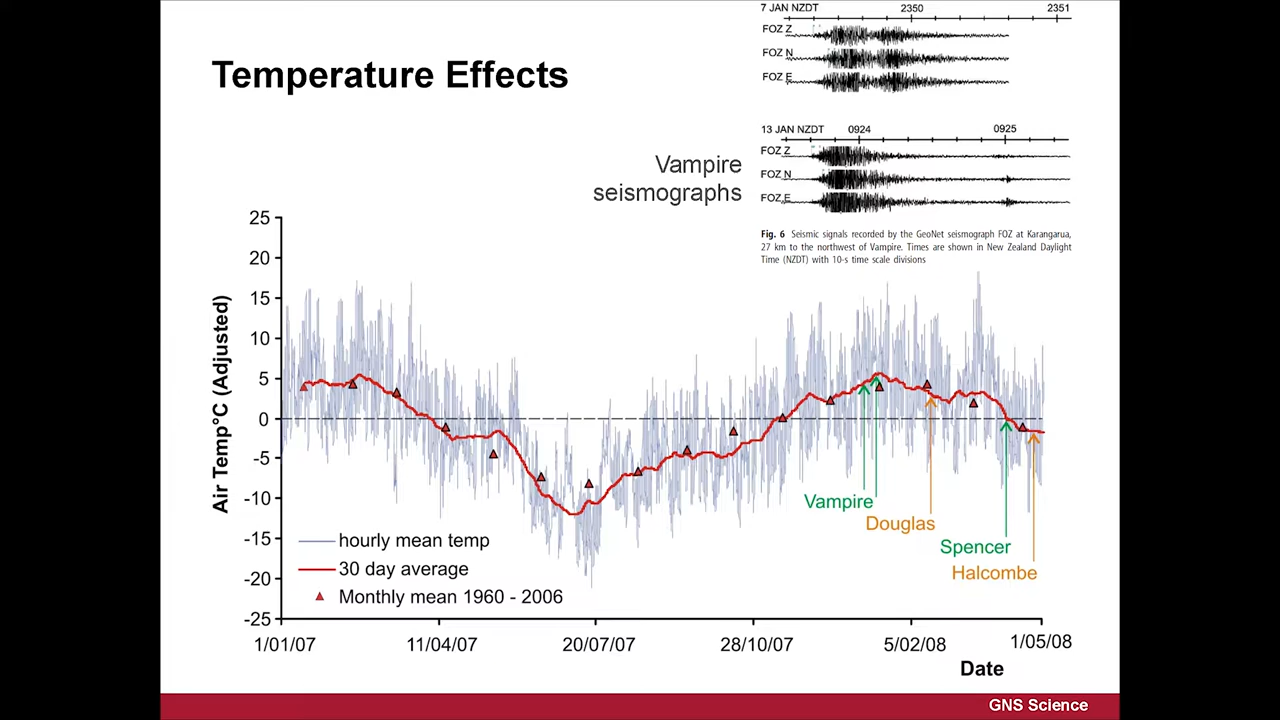 7 JAN NZDT 2350 2351
FOZ Z
FOZ N
FOZ E
Temperature Effects
13 JAN NZDT 0924 0925
FOZ Z
FOZ N
FOZ E
Vampire
seismographs
Fig. 6 Seismic signals recorded by the GeoNet seismograph FOZ at Karangarua,
27 km to the northwest of Vampire. Times are shown in New Zealand Daylight
Time (NZDT) with 10-s time scale divisions
Air Temp°C (Adjusted)
25
20
15
10
5
0
-5
-10
-15
-20
-25
Vampire
Douglas
Spencer
Halcombe
hourly mean temp
30 day average
Monthly mean 1960 - 2006
1/01/07 11/04/07 20/07/07 28/10/07 5/02/08 1/05/08
Date
GNS Science